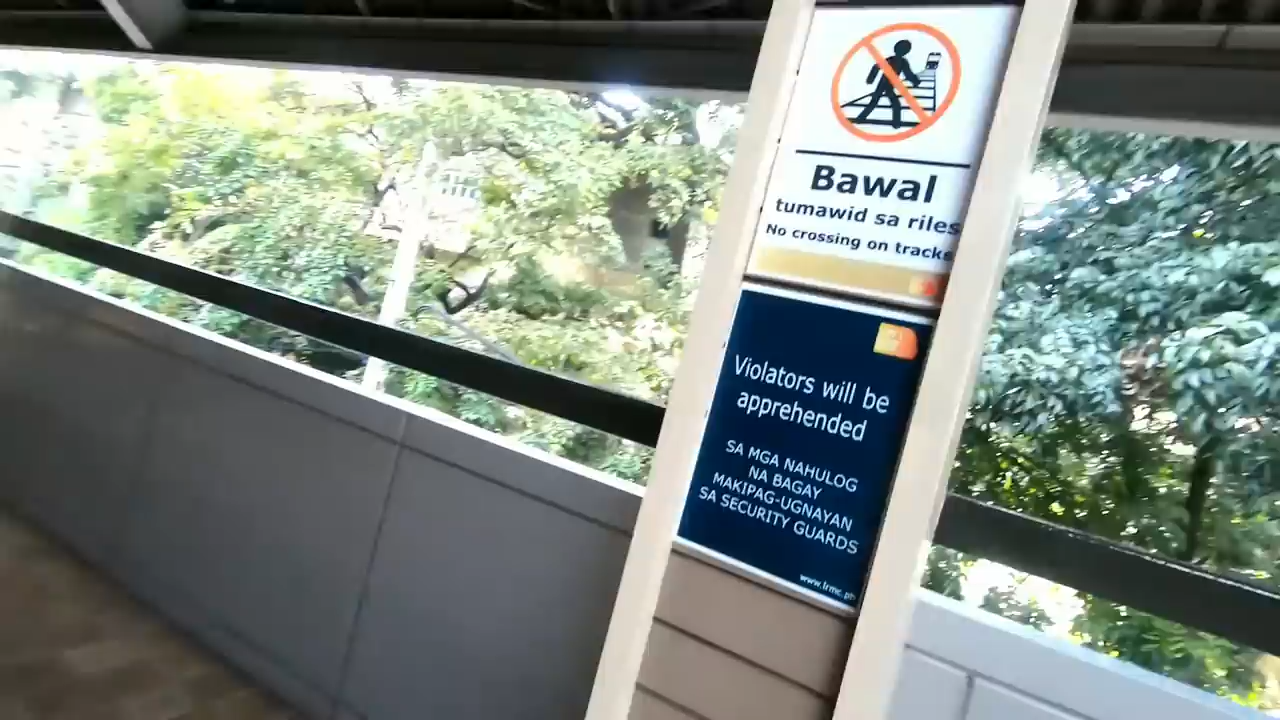 Bawal
tumawid sa riles
No crossing on tracks
Violators will be
apprehended
SA MGA NAHULOG
NA BAGAY
MAKIPAG-UGNAYAN
SA SECURITY GUARDS
www.lrmc.ph